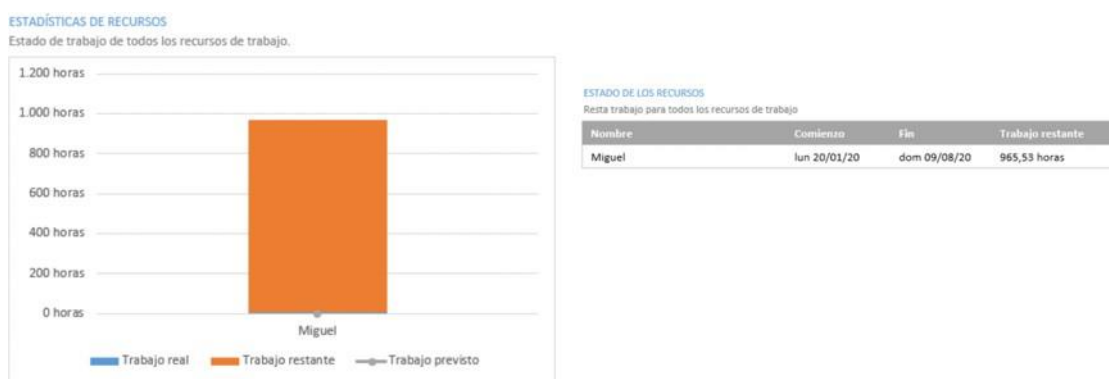 ESTADÍSTICAS DE RECURSOS
Estado de trabajo de todos los recursos de trabajo.
1.200 horas
1.000 horas
800 horas
600 horas
400 horas
200 horas
0 horas
Miguel
Trabajo real Trabajo restante Trabajo previsto
ESTADO DE LOS RECURSOS
Resta trabajo para todos los recursos de trabajo
Nombre Comienzo Fin Trabajo restante
Miguel lun 20/01/20 dom 09/08/20 965,53 horas